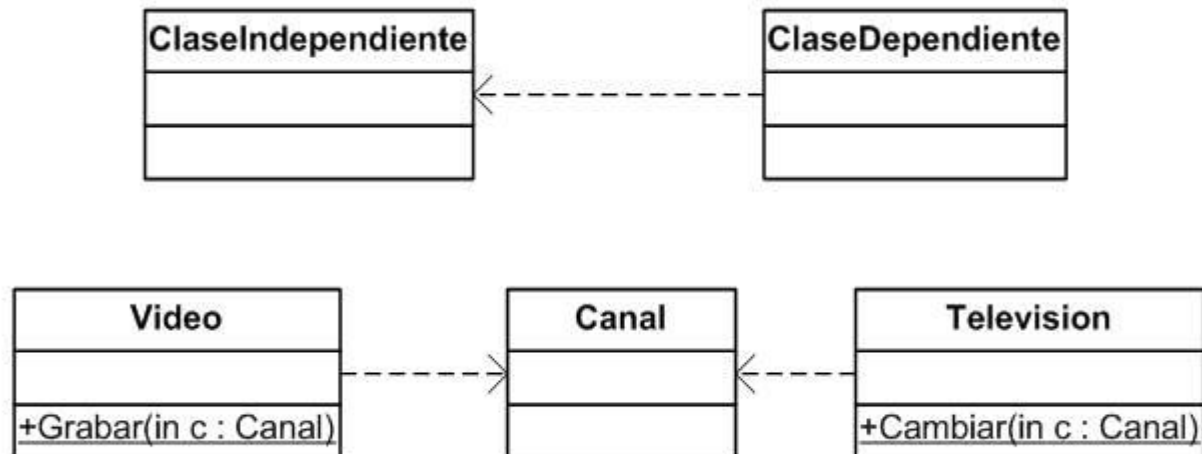 ClaseIndependiente
ClaseDependiente
Video
Canal
Television
+Grabar(in c : Canal)
+Cambiar(in c : Canal)